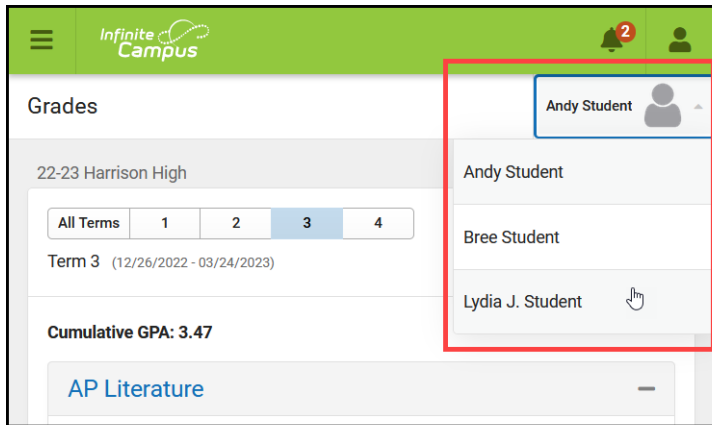 Infinite
Campus
2
Grades
Andy Student
Andy Student
Bree Student
Lydia J. Student
22-23 Harrison High
All Terms 1 2 3 4
Term 3 (12/26/2022 - 03/24/2023)
Cumulative GPA: 3.47
AP Literature